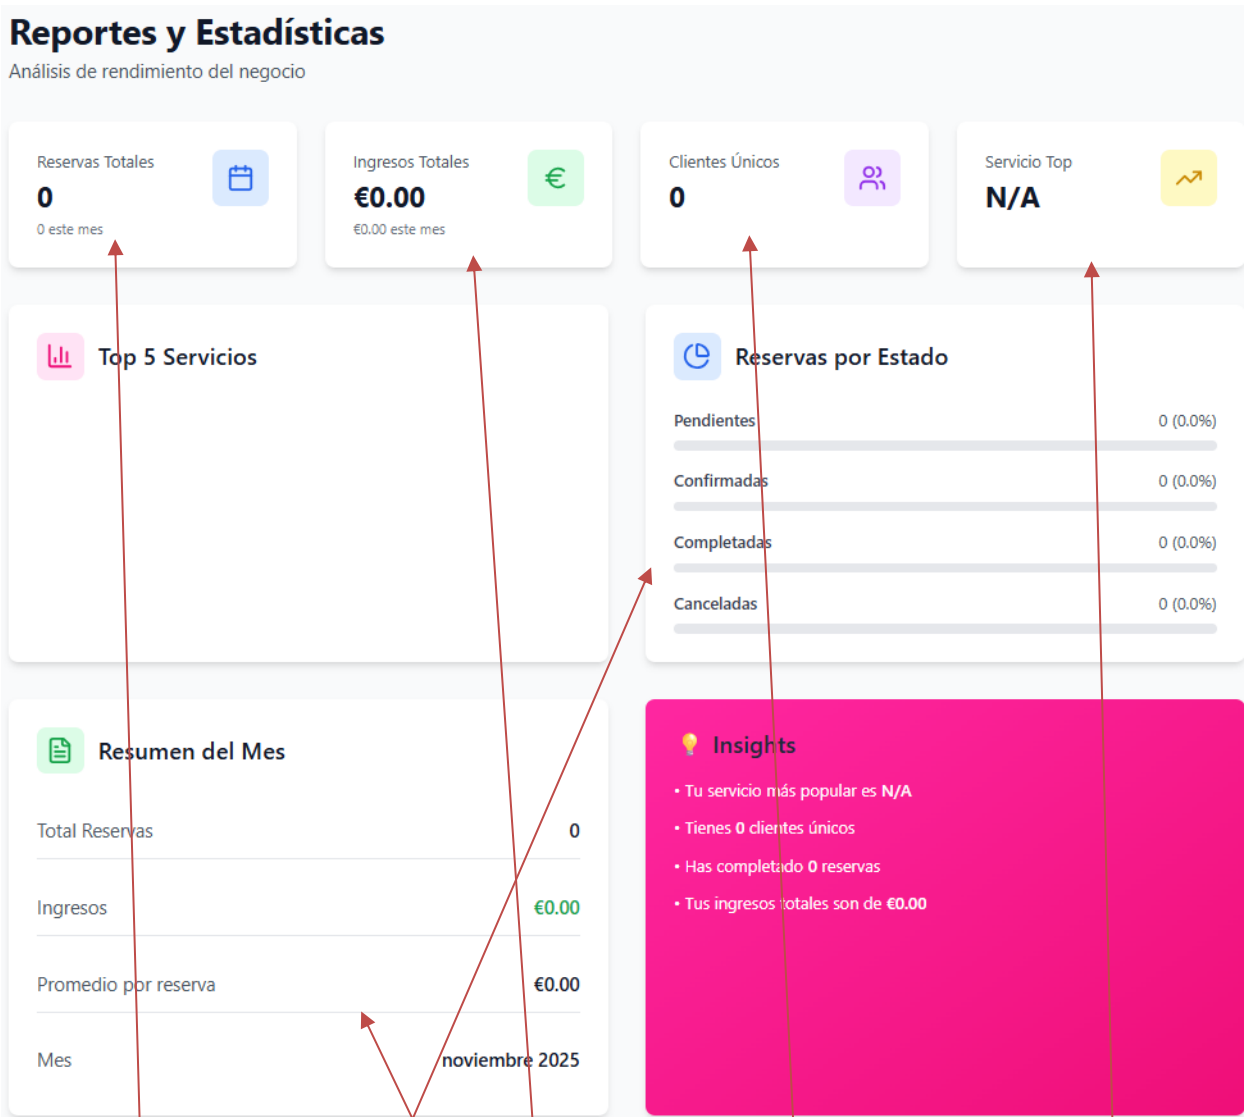 Reportes y Estadísticas
Análisis de rendimiento del negocio
Reservas Totales
0
0 este mes
Ingresos Totales
€0.00
€0.00 este mes
Clientes Únicos
0
Servicio Top
N/A
Top 5 Servicios
Reservas por Estado
Pendientes 0 (0.0%)
Confirmadas 0 (0.0%)
Completadas 0 (0.0%)
Canceladas 0 (0.0%)
Resumen del Mes
Total Reservas 0
Ingresos €0.00
Promedio por reserva €0.00
Mes noviembre 2025
Insights
• Tu servicio más popular es N/A
• Tienes 0 clientes únicos
• Has completado 0 reservas
• Tus ingresos totales son de €0.00